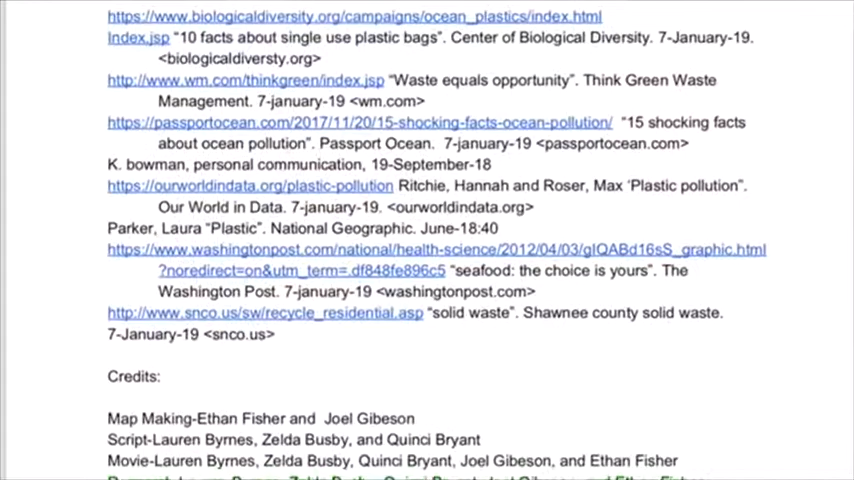 https://www.biologicaldiversity.org/campaigns/ocean_plastics/index.html
Index.jsp “10 facts about single use plastic bags”. Center of Biological Diversity. 7-January-19.
<biologicaldiversty.org>
http://www.wm.com/thinkgreen/index.jsp “Waste equals opportunity”. Think Green Waste
Management. 7-january-19 <wm.com>
https://passportocean.com/2017/11/20/15-shocking-facts-ocean-pollution/ “15 shocking facts
about ocean pollution”. Passport Ocean. 7-january-19 <passportocean.com>
K. bowman, personal communication, 19-September-18
https://ourworldindata.org/plastic-pollution Ritchie, Hannah and Roser, Max ‘Plastic pollution”.
Our World in Data. 7-january-19. <ourworldindata.org>
Parker, Laura “Plastic”. National Geographic. June-18:40
https://www.washingtonpost.com/national/health-science/2012/04/03/gIQABd16sS_graphic.html
?noredirect=on&utm_term=.df848fe896c5 “seafood: the choice is yours”. The
Washington Post. 7-january-19 <washingtonpost.com>
http://www.snco.us/sw/recycle_residential.asp “solid waste”. Shawnee county solid waste.
7-January-19 <snco.us>
Credits:
Map Making-Ethan Fisher and Joel Gibeson
Script-Lauren Byrnes, Zelda Busby, and Quinci Bryant
Movie-Lauren Byrnes, Zelda Busby, Quinci Bryant, Joel Gibeson, and Ethan Fisher